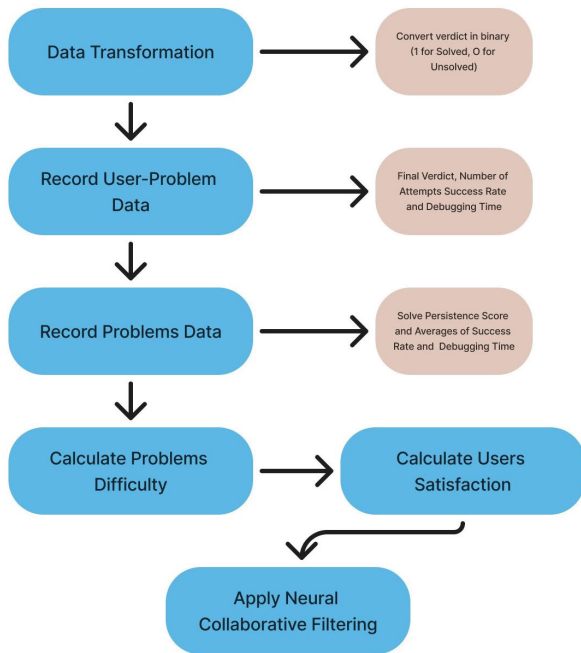 Data Transformation
Convert verdict in binary
(1 for Solved, O for
Unsolved)
Record User-Problem
Data
Final Verdict, Number of
Attempts Success Rate
and Debugging Time
Record Problems Data
Solve Persistence Score
and Averages of Success
Rate and Debugging Time
Calculate Problems
Difficulty
Calculate Users
Satisfaction
Apply Neural
Collaborative Filtering